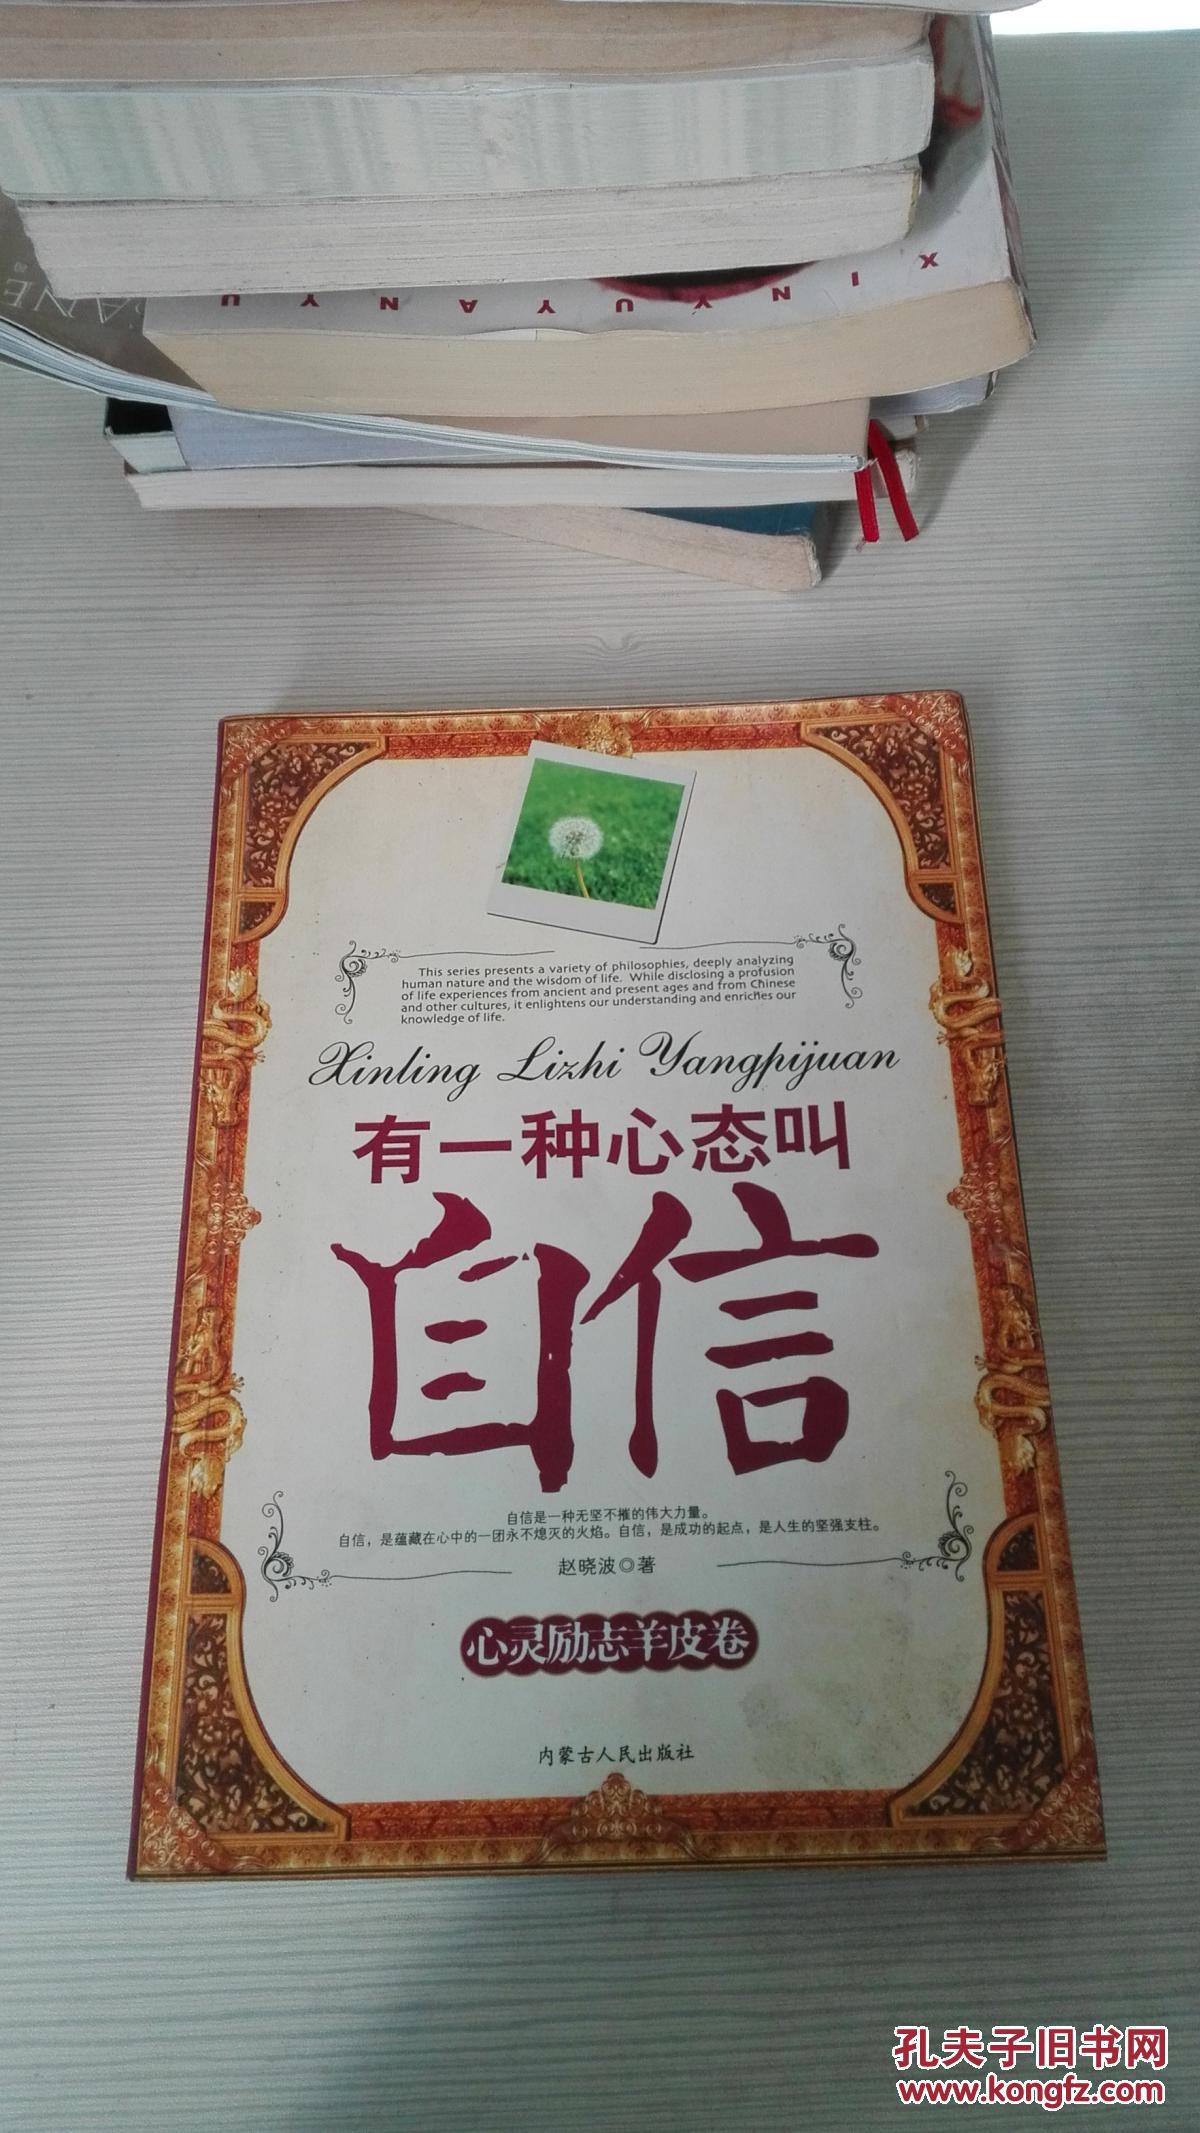 XINYUYANYU
This series presents a variety of philosophies, deeply analyzing
human nature and the wisdom of life. While disclosing a profusion
of life experiences from ancient and present ages and from Chinese
and other cultures, it enlightens our understanding and enriches our
knowledge of life.
Xinling Lizhi Yangpijuan
有一种心态叫
自信
自信是一种无坚不摧的伟大力量。
自信，是蕴藏在心中的一团永不熄灭的火焰。自信，是成功的起点，是人生的坚强支柱。
赵晓波◎著
心灵励志羊皮卷
内蒙古人民出版社
孔夫子旧书网
www.kongfz.com